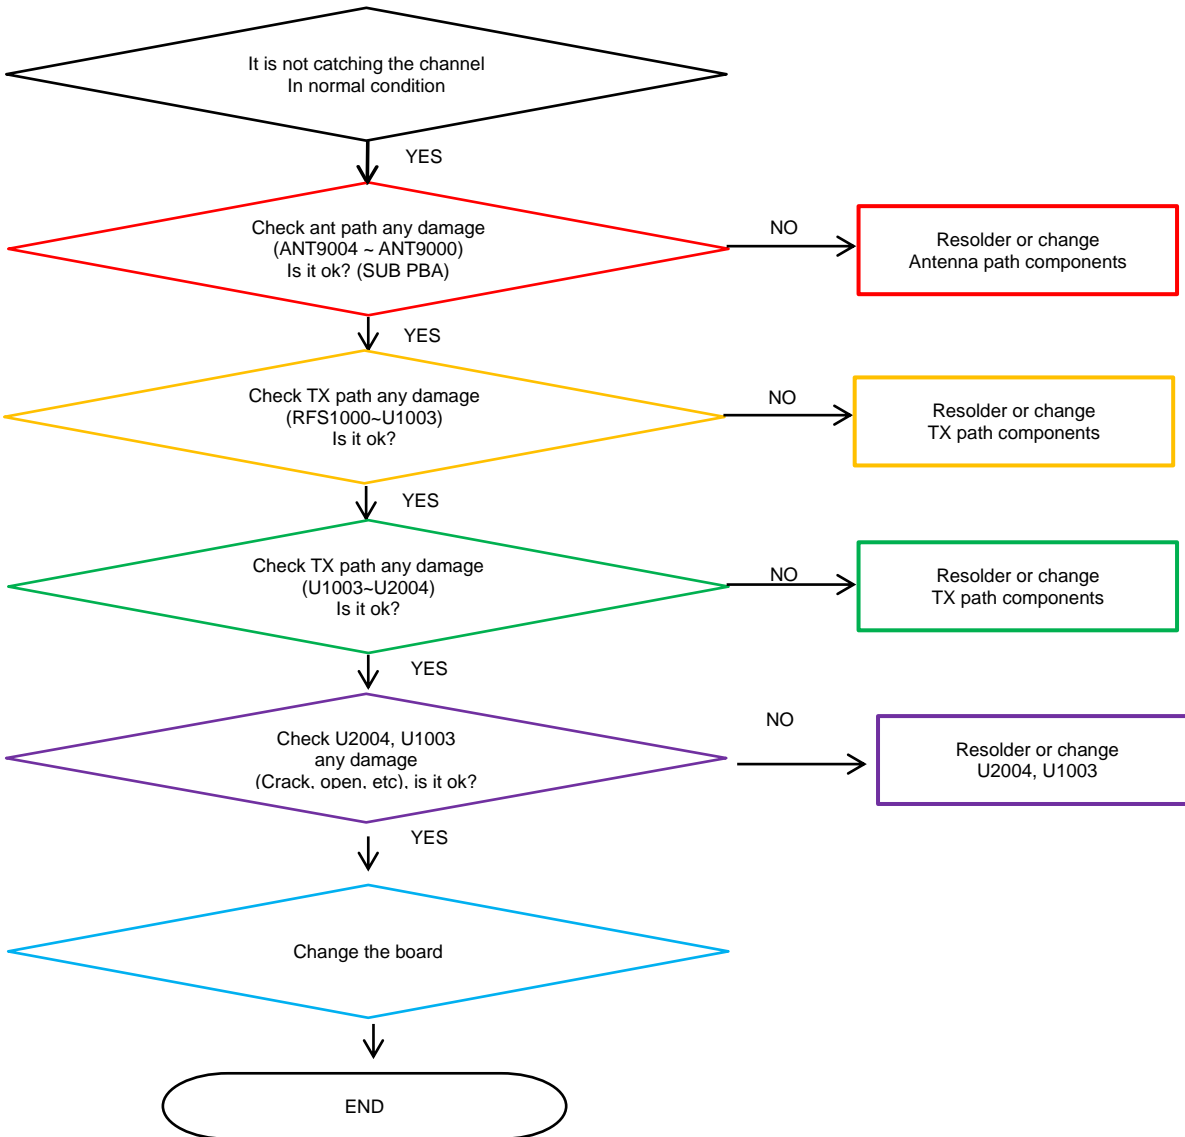 It is not catching the channel
In normal condition
YES
Check ant path any damage
(ANT9004 ~ ANT9000)
Is it ok? (SUB PBA)
NO
Resolder or change
Antenna path components
YES
Check TX path any damage
(RFS1000~U1003)
Is it ok?
NO
Resolder or change
TX path components
YES
Check TX path any damage
(U1003~U2004)
Is it ok?
NO
Resolder or change
TX path components
YES
Check U2004, U1003
any damage
(Crack, open, etc), is it ok?
NO
Resolder or change
U2004, U1003
YES
Change the board
END